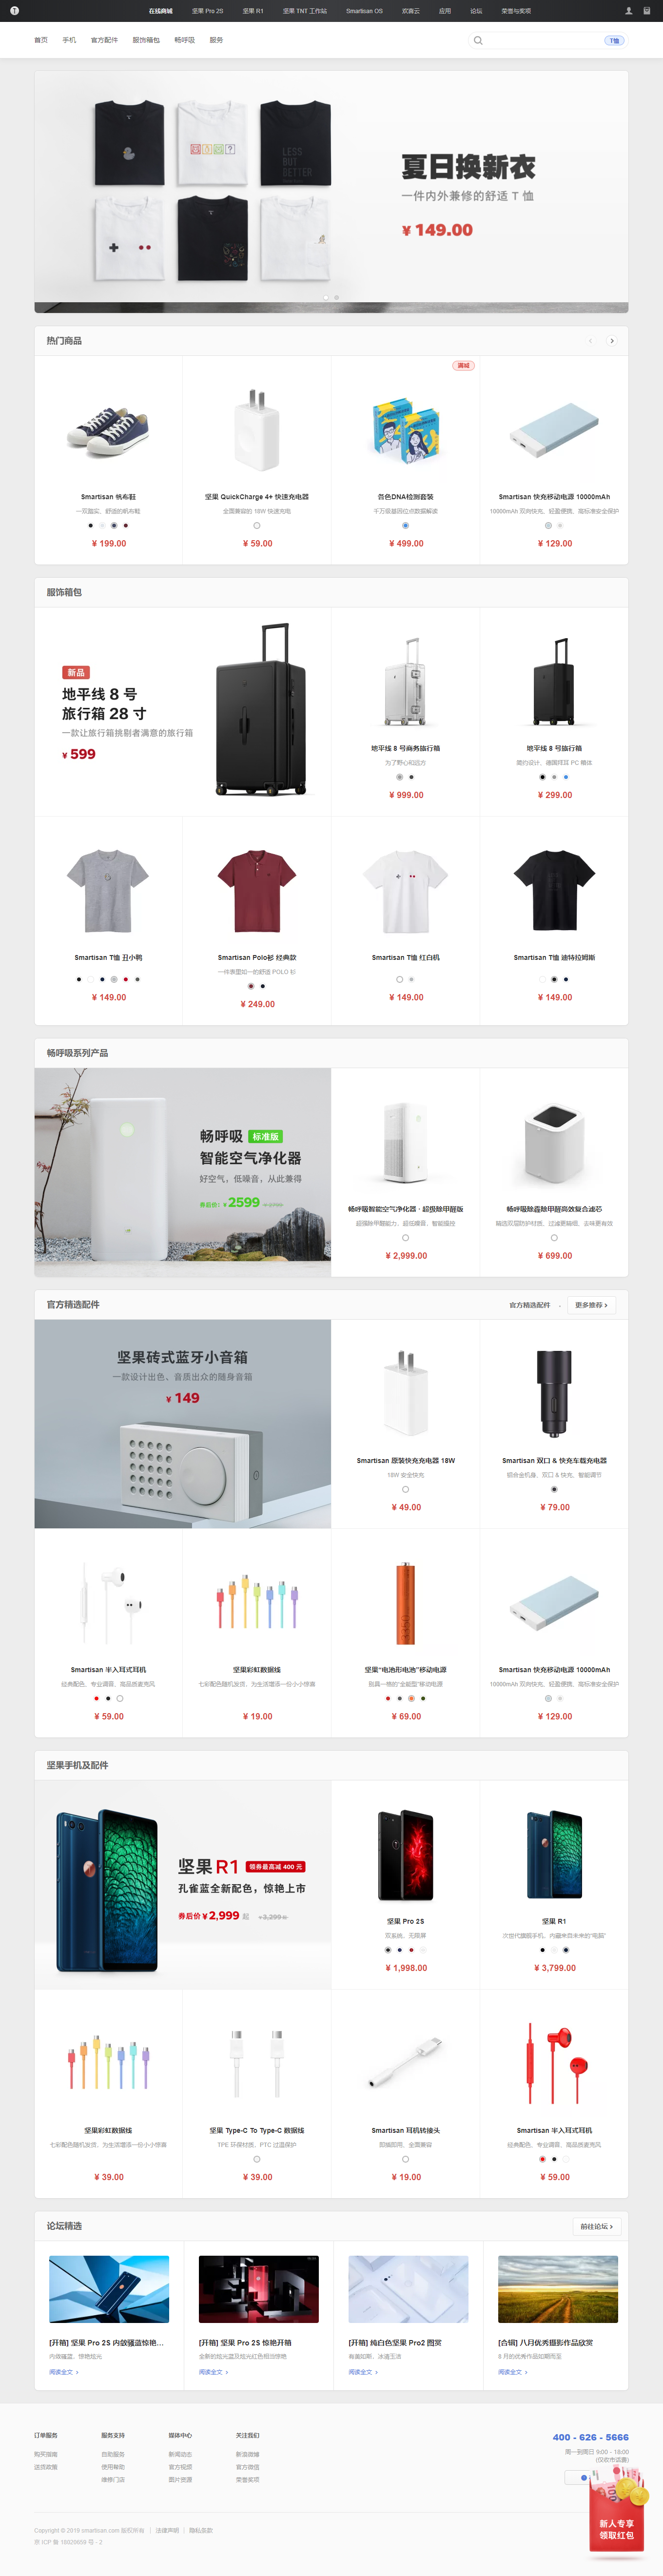 在线商城
坚果 Pro 2S
坚果 R1
坚果 TNT 工作站
Smartisan OS
欢喜云
应用
论坛
荣誉与奖项
首页
手机
官方配件
服饰箱包
畅呼吸
服务
T恤
LESS
BUT
BETTER
夏日换新衣
一件内外兼修的舒适 T 恤
¥ 149.00
热门商品
满减
Smartisan 帆布鞋
一双踏实、舒适的帆布鞋
¥ 199.00
坚果 QuickCharge 4+ 快速充电器
全面兼容的 18W 快速充电
¥ 59.00
各色DNA检测套装
千万级基因位点数据解读
¥ 499.00
Smartisan 快充移动电源 10000mAh
10000mAh 双向快充、轻盈便携、高标准安全保护
¥ 129.00
服饰箱包
新品
地平线 8 号
旅行箱 28 寸
一款让旅行箱挑剔者满意的旅行箱
¥ 599
地平线 8 号商务旅行箱
为了野心和远方
¥ 999.00
地平线 8 号旅行箱
简约设计、德国拜耳 PC 箱体
¥ 299.00
Smartisan T恤 丑小鸭
¥ 149.00
Smartisan Polo衫 经典款
一件表里如一的舒适 POLO 衫
¥ 249.00
Smartisan T恤 红白机
¥ 149.00
Smartisan T恤 迪特拉姆斯
¥ 149.00
畅呼吸系列产品
畅呼吸 标准版
智能空气净化器
好空气，低噪音，从此兼得
券后价：¥ 2599
畅呼吸智能空气净化器 · 超级除甲醛版
超强除甲醛能力、超低噪音、智能操控
¥ 2,999.00
畅呼吸除霾除甲醛高效复合滤芯
精选双层防护材质、过滤更精细、去味更有效
¥ 699.00
官方精选配件
官方精选配件
更多推荐
坚果砖式蓝牙小音箱
一款设计出色、音质出众的随身音箱
¥ 149
Smartisan 原装快充充电器 18W
18W 安全快充
¥ 49.00
Smartisan 双口 & 快充车载充电器
铝合金机身、双口 & 快充、智能调节
¥ 79.00
Smartisan 半入耳式耳机
经典配色、专业调音、高品质麦克风
¥ 59.00
坚果彩虹数据线
七彩配色随机发货，为生活增添一份小小惊喜
¥ 19.00
坚果“电池形电池”移动电源
¥ 69.00
Smartisan 快充移动电源 10000mAh
10000mAh 双向快充、轻盈便携、高标准安全保护
¥ 129.00
坚果手机及配件
坚果 R1 领券最高减 400 元
孔雀蓝全新配色，惊艳上市
券后价 ¥ 2,999 起 ¥ 3,299 起
坚果 Pro 2S
双系统，无限屏
¥ 1,998.00
坚果 R1
次世代旗舰手机，内藏来自未来的“电脑”
¥ 3,799.00
坚果彩虹数据线
七彩配色随机发货，为生活增添一份小小惊喜
¥ 39.00
坚果 Type-C To Type-C 数据线
TPE 环保材质、PTC 过温保护
¥ 39.00
Smartisan 耳机转接头
即插即用、全面兼容
¥ 19.00
Smartisan 半入耳式耳机
经典配色、专业调音、高品质麦克风
¥ 59.00
论坛精选
前往论坛
[开箱] 坚果 Pro 2S 内敛骚蓝惊艳...
内敛骚蓝，惊艳炫光
阅读全文
[开箱] 坚果 Pro 2S 惊艳开箱
全新的炫光蓝及炫光红色相当惊艳
阅读全文
[开箱] 纯白色坚果 Pro2 图赏
有面如斯，冰清玉洁
阅读全文
[合辑] 八月优秀摄影作品欣赏
8 月的优秀作品如期而至
阅读全文
订单服务
购买指南
送货政策
服务支持
自助服务
使用帮助
维修门店
媒体中心
新闻动态
官方视频
图片资源
关注我们
新浪微博
官方微信
荣誉奖项
400 - 626 - 5666
周一到周日 9:00 - 18:00
(仅收市话费)
100
新人专享
领取红包
Copyright © 2018 smartisan.com 版权所有 | 法律声明 | 隐私条款